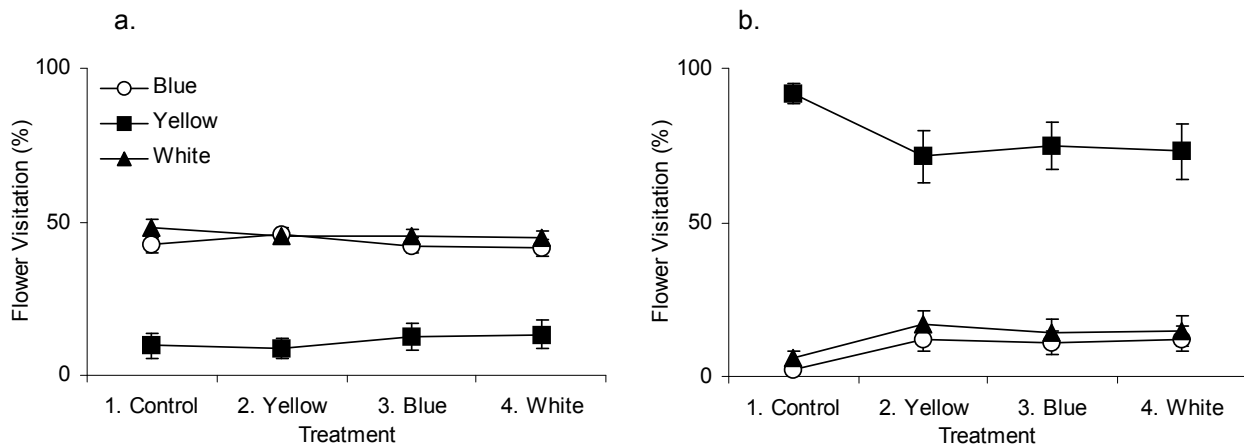 a.
100
50
0
Flower Visitation (%)
Blue
Yellow
White
1. Control 2. Yellow 3. Blue 4. White
Treatment
b.
100
50
0
Flower Visitation (%)
1. Control 2. Yellow 3. Blue 4. White
Treatment